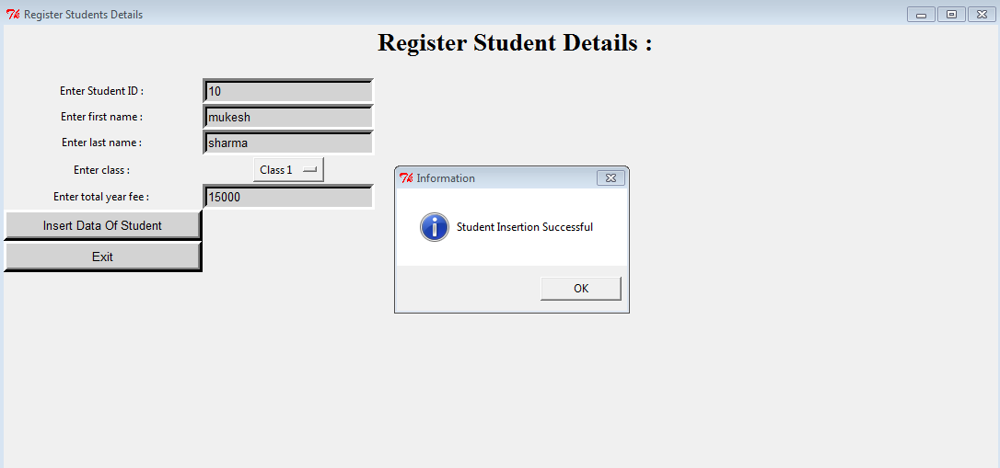 Register Students Details
Register Student Details :
Enter Student ID : 10
Enter first name : mukesh
Enter last name : sharma
Enter class : Class 1
Enter total year fee : 15000
Insert Data Of Student
Exit
Information
Student Insertion Successful
OK